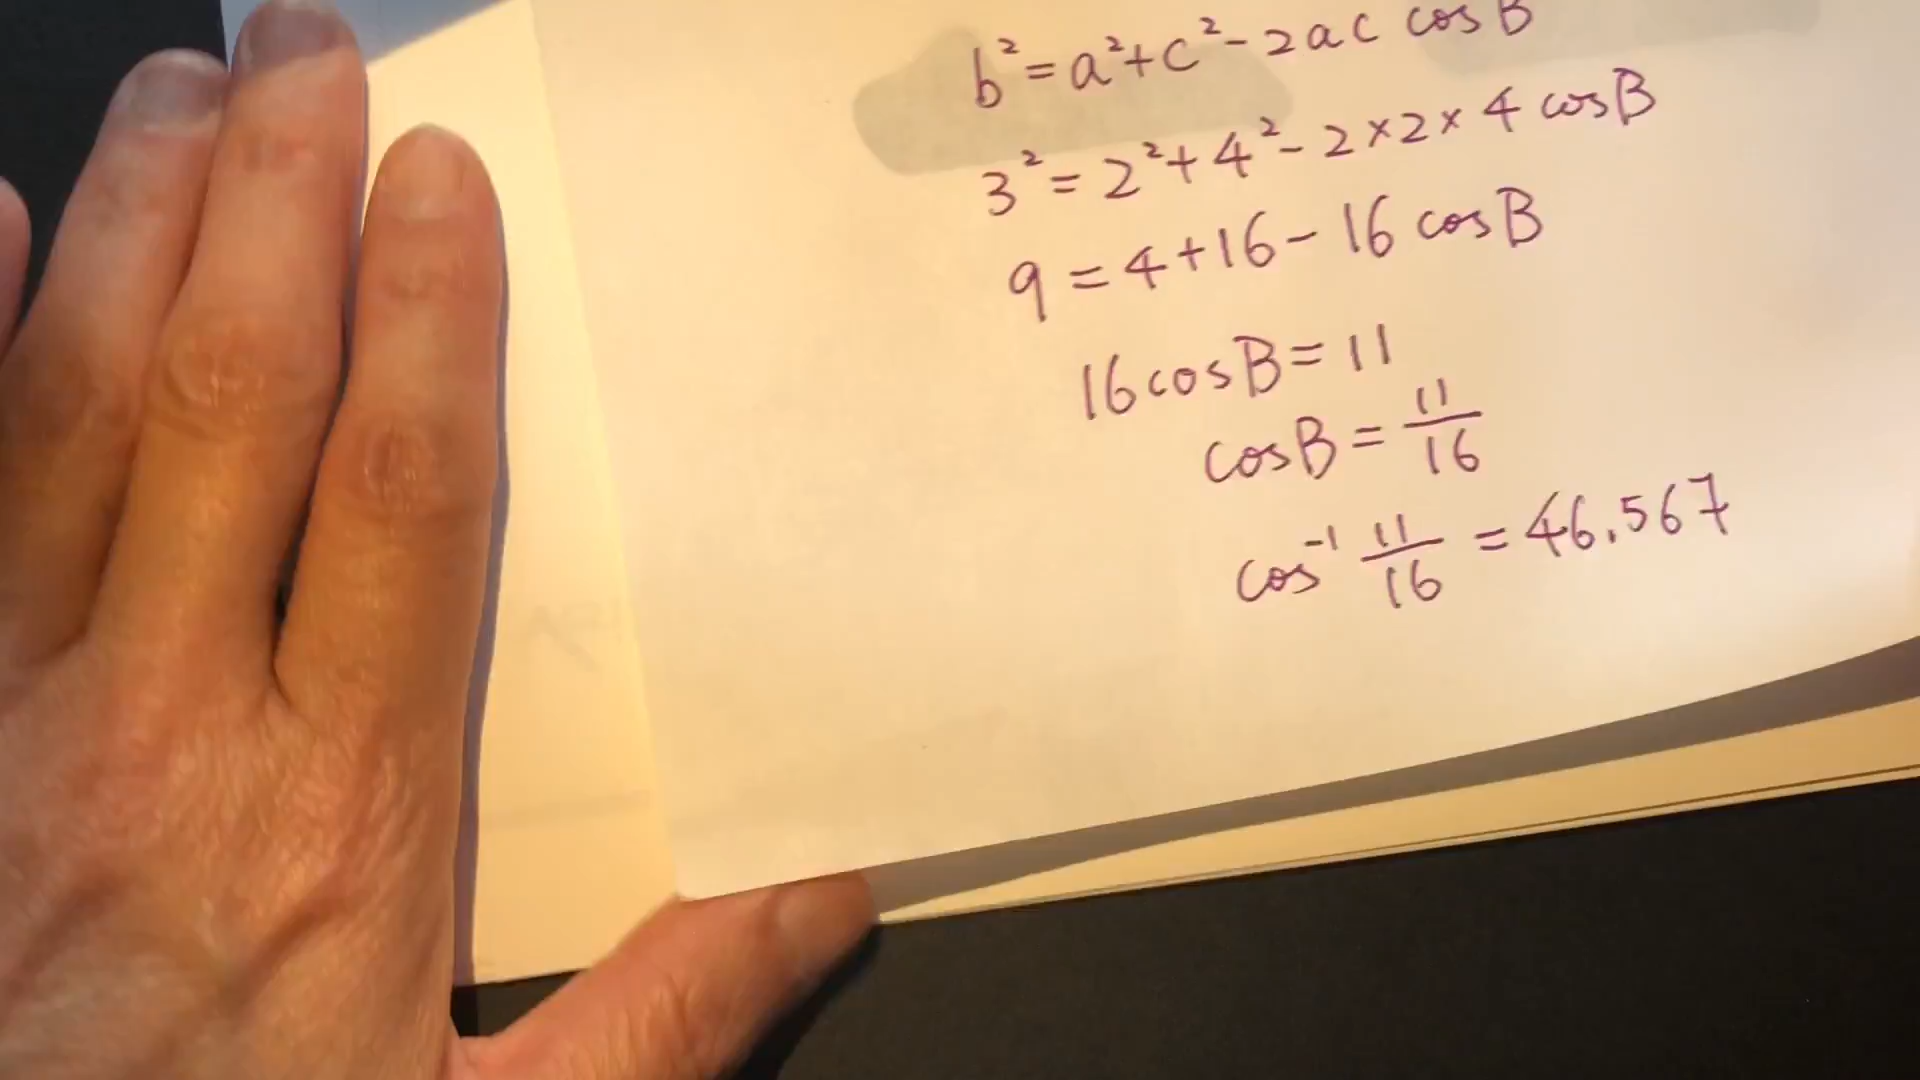 b² = a² + c² - 2ac cos B
3² = 2² + 4² - 2 × 2 × 4 cos B
9 = 4 + 16 - 16 cos B
16 cos B = 11
cos B = 11/16
cos⁻¹ 11/16 = 46.567